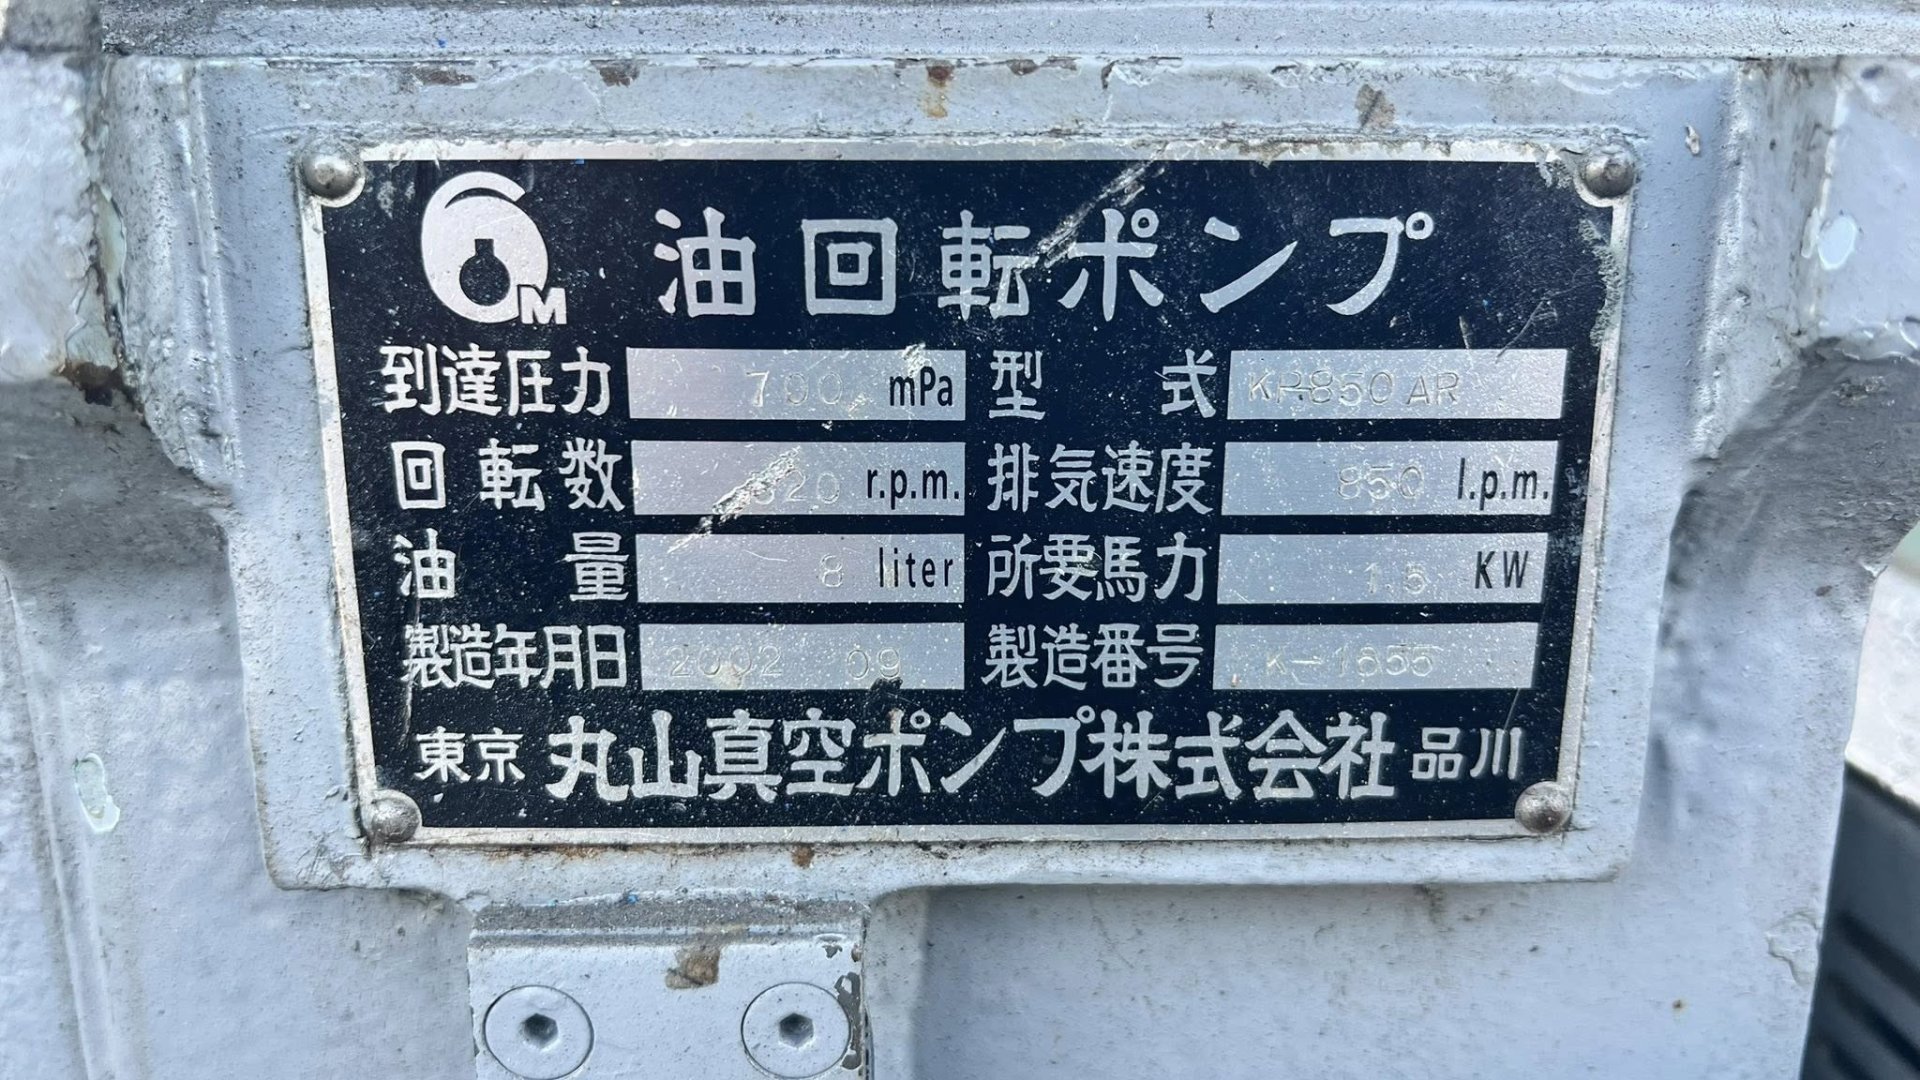 M 油回転ポンプ
到達圧力 700 mPa 型式 KR850AR
回転数 r.p.m. 排気速度 850 l.p.m.
油量 8 liter 所要馬力 1.5 KW
製造年月日 2002 09 製造番号 K-1855
東京 丸山真空ポンプ株式会社 品川